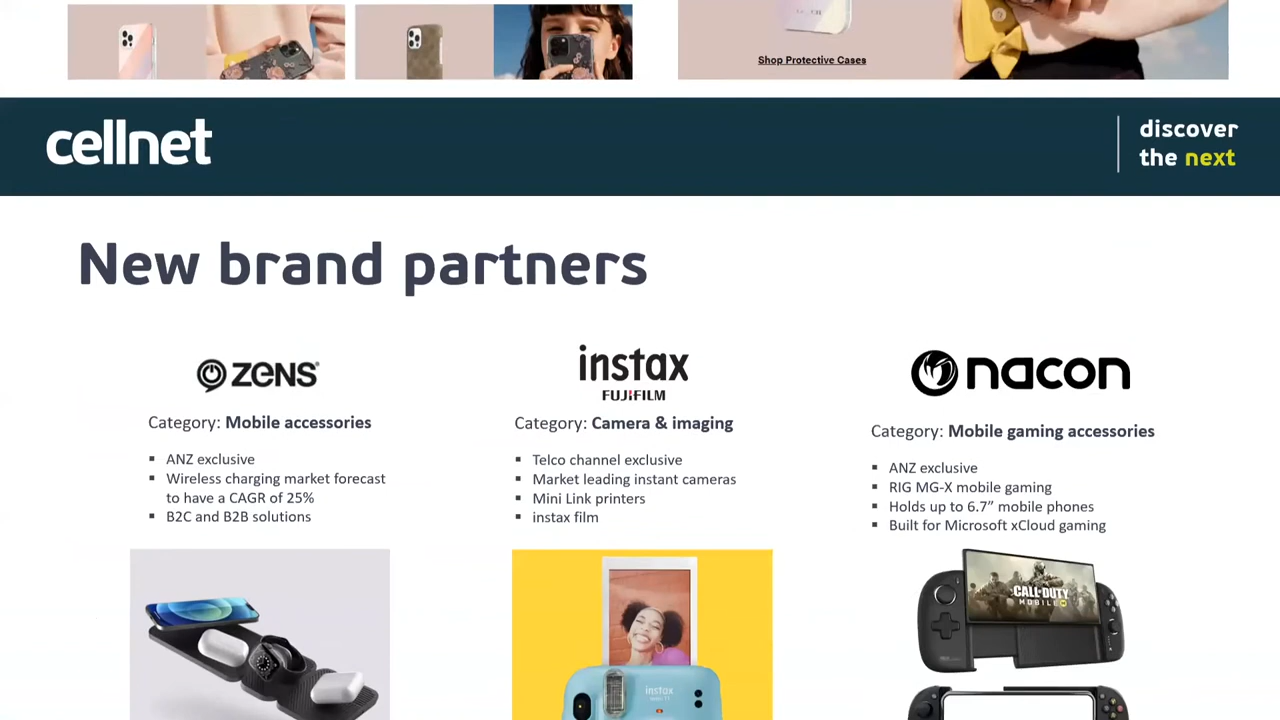 Shop Protective Cases
cellnet
discover
the next
New brand partners
ZENS
Category: Mobile accessories
▪ ANZ exclusive
▪ Wireless charging market forecast
to have a CAGR of 25%
▪ B2C and B2B solutions
instax
FUJIFILM
Category: Camera & imaging
▪ Telco channel exclusive
▪ Market leading instant cameras
▪ Mini Link printers
▪ instax film
instax
nacon
Category: Mobile gaming accessories
▪ ANZ exclusive
▪ RIG MG-X mobile gaming
▪ Holds up to 6.7” mobile phones
▪ Built for Microsoft xCloud gaming
CALL OF DUTY
MOBILE